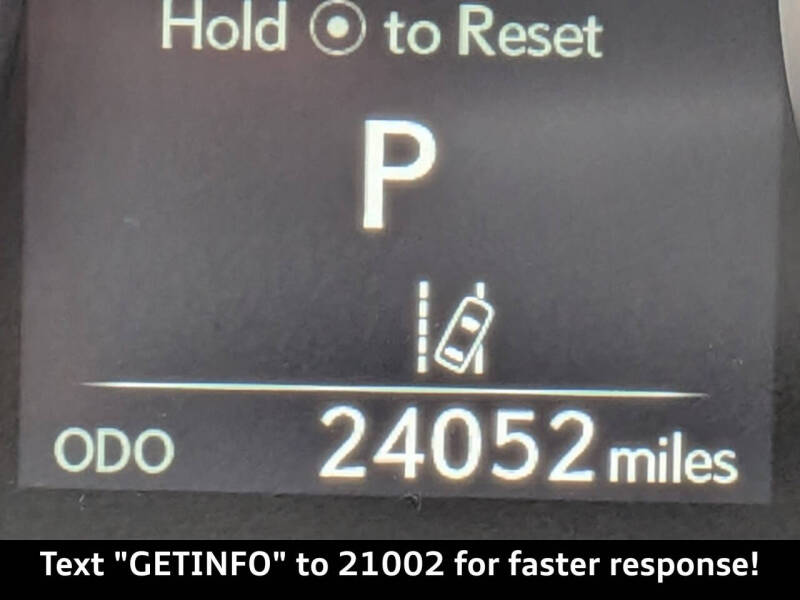 Hold to Reset
P
ODO 24052 miles
Text "GETINFO" to 21002 for faster response!